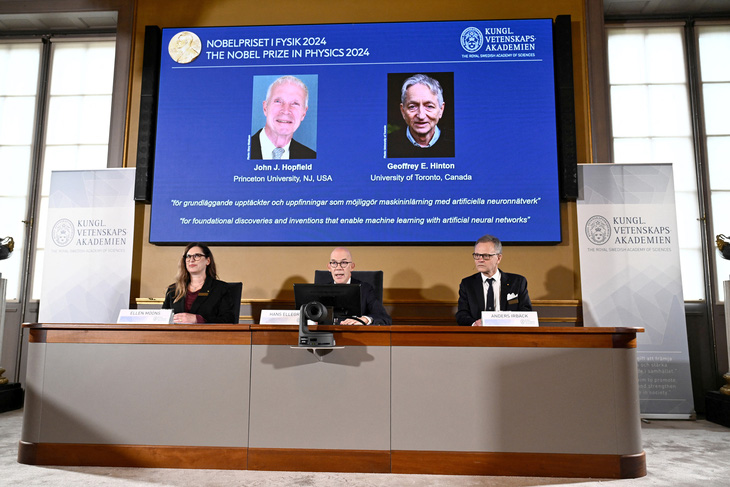 NOBELPRISET I FYSIK 2024
THE NOBEL PRIZE IN PHYSICS 2024
KUNGL.
VETENSKAPS
AKADEMIEN
THE ROYAL SWEDISH ACADEMY OF SCIENCES
John J. Hopfield
Princeton University, NJ, USA
Geoffrey E. Hinton
University of Toronto, Canada
"för grundläggande upptäckter och uppfinningar som möjliggör maskininlärning med artificiella neuronnätverk"
"for foundational discoveries and inventions that enable machine learning with artificial neural networks"
KUNGL.
VETENSKAPS
AKADEMIEN
KUNGL.
VETENSKAPS
AKADEMIEN
THE ROYAL SWEDISH ACADEMY OF SCIENCES
ELLEN MOONS
HANS ELLEGR
ANDERS IRBÄCK